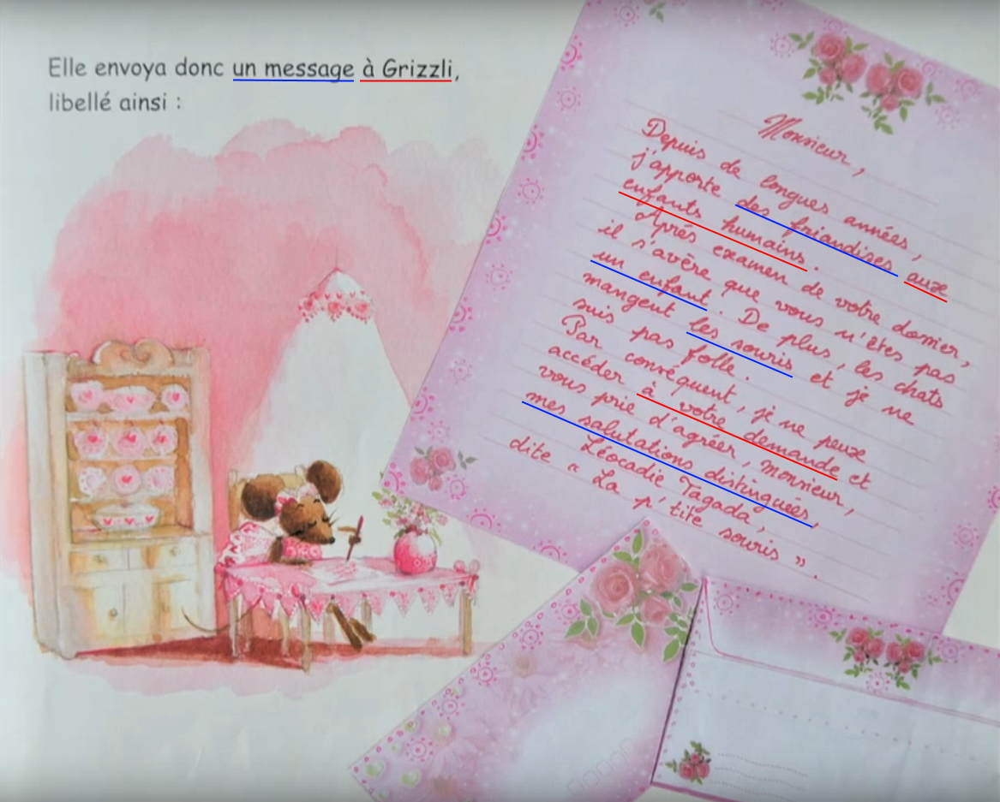 Elle envoya donc un message à Grizzli,
libellé ainsi :
Monsieur,
Depuis de longues années,
j'apporte des friandises aux
enfants humains.
Après examen de votre dossier,
il s'avère que vous n'êtes pas
un enfant. De plus, les chats
mangent les souris et je ne
suis pas folle.
Par conséquent, je ne peux
accéder à votre demande et
vous prie d'agréer, monsieur,
mes salutations distinguées,
Léocadie Tagada,
dite « La p'tite souris ».